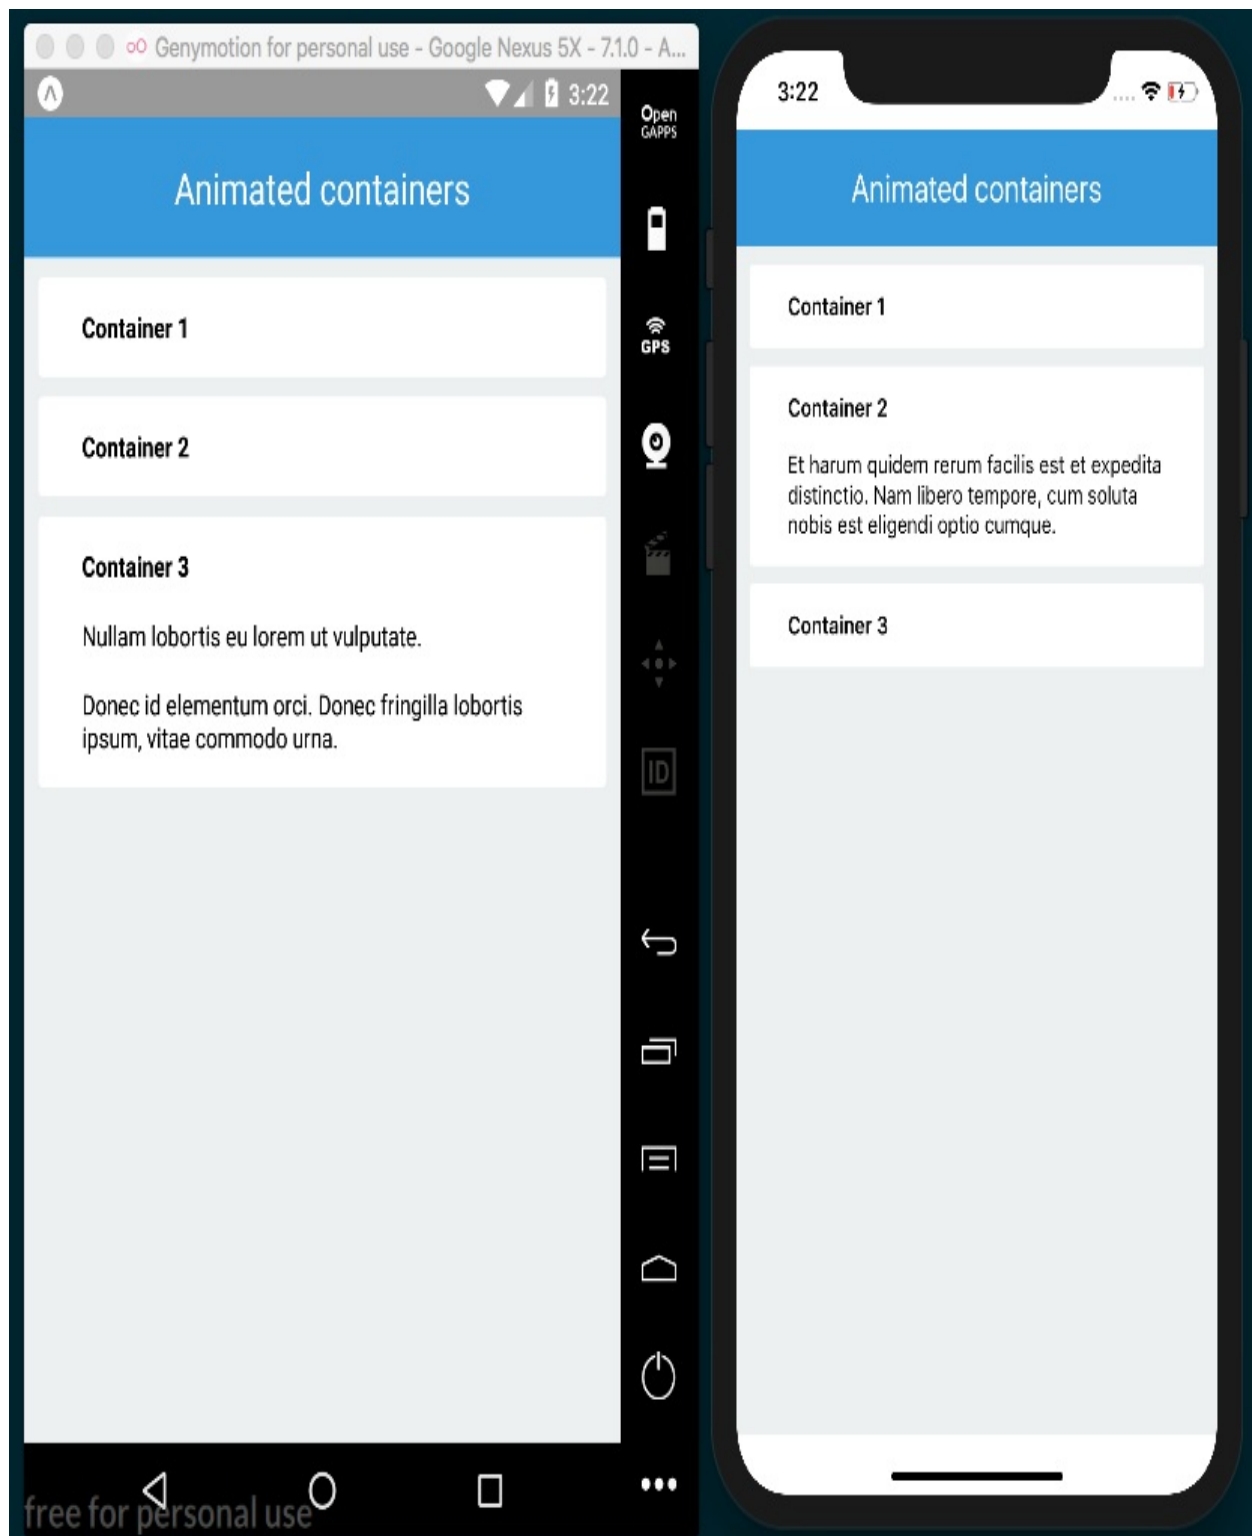 Genymotion for personal use - Google Nexus 5X - 7.1.0 - A...
3:22
Open
GAPPS
Animated containers
GPS
Container 1
Container 2
Container 3
Nullam lobortis eu lorem ut vulputate.
Donec id elementum orci. Donec fringilla lobortis
ipsum, vitae commodo urna.
ID
free for personal use
3:22
Animated containers
Container 1
Container 2
Et harum quidem rerum facilis est et expedita
distinctio. Nam libero tempore, cum soluta
nobis est eligendi optio cumque.
Container 3